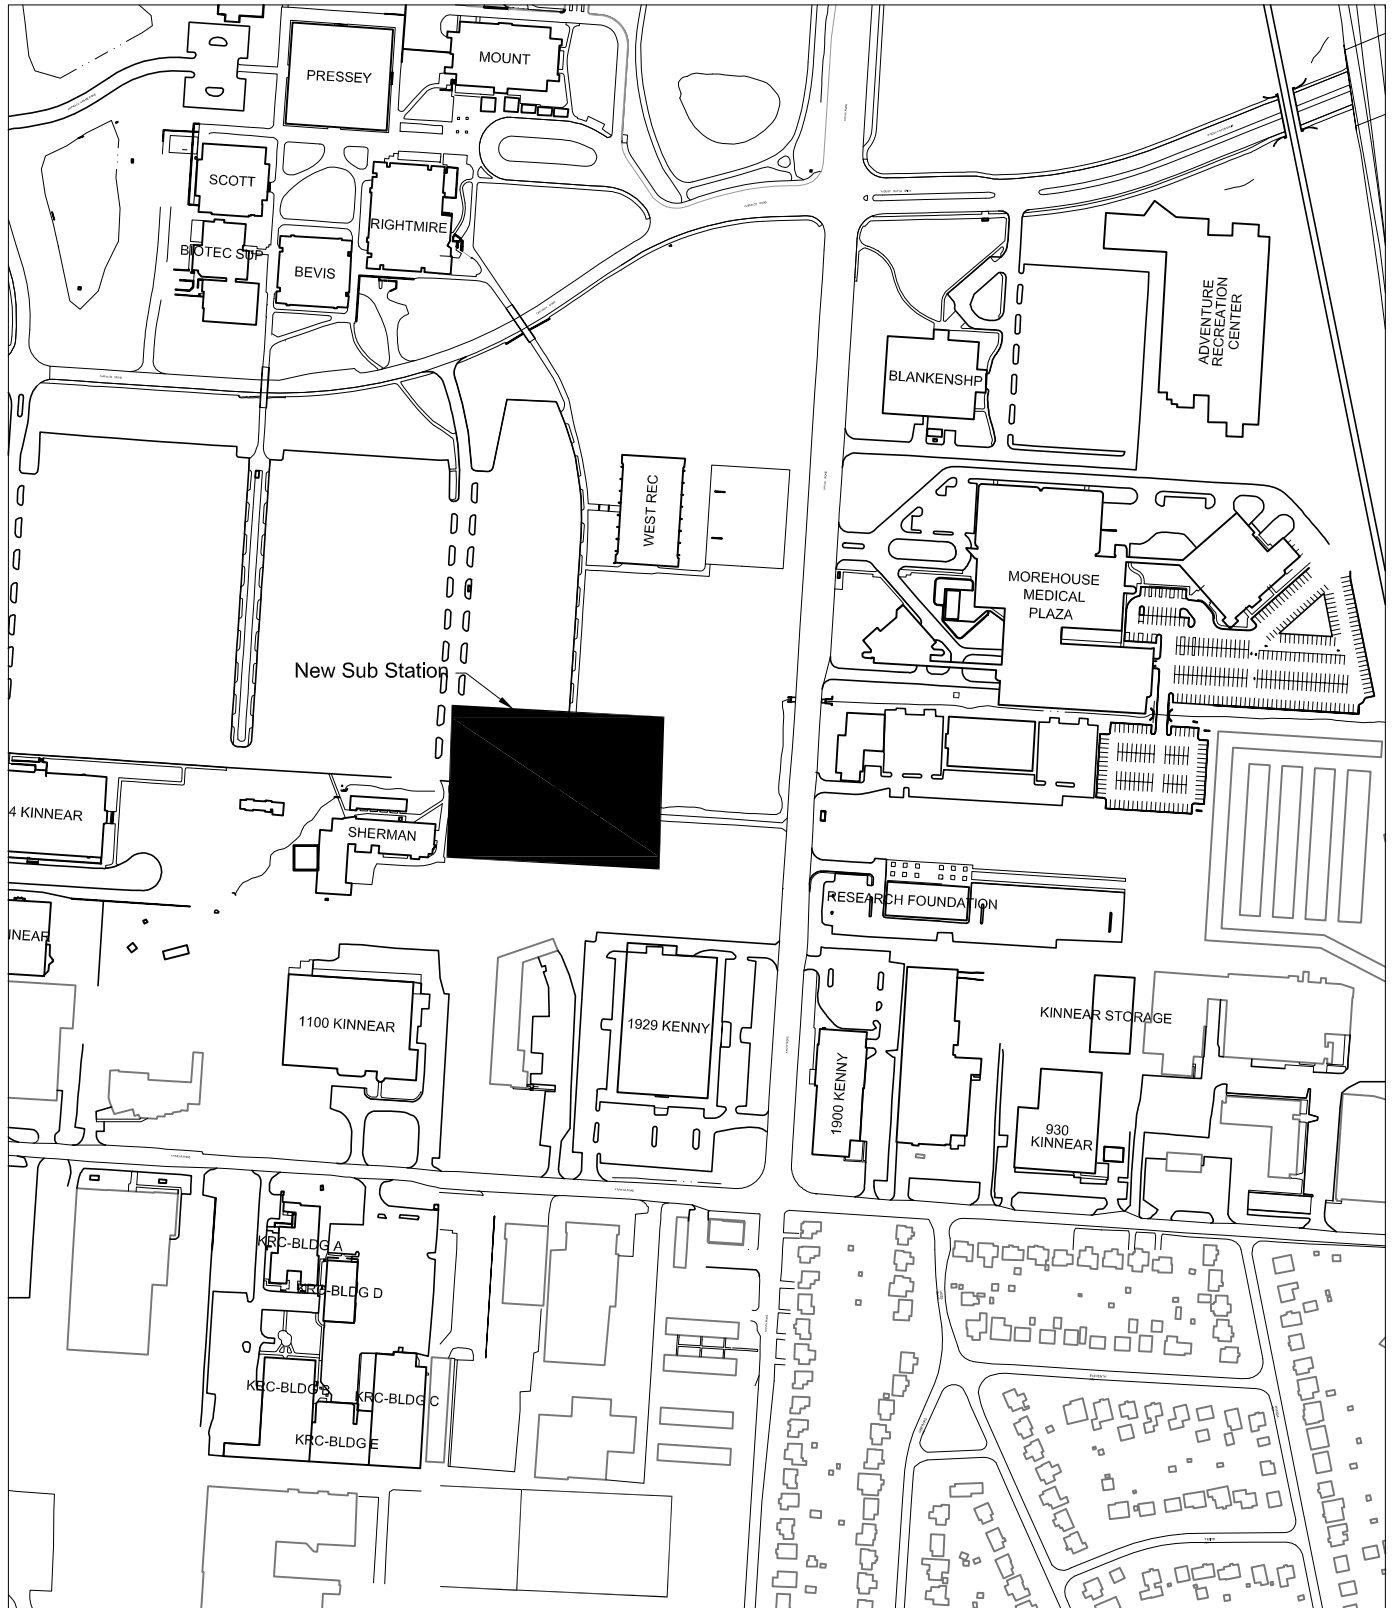 MOUNT
PRESSEY
SCOTT
RIGHTMIRE
BIOTEC SUP
BEVIS
ADVENTURE
RECREATION
CENTER
BLANKENSHP
WEST REC
MOREHOUSE
MEDICAL
PLAZA
New Sub Station
4 KINNEAR
SHERMAN
RESEARCH FOUNDATION
INEAR
1100 KINNEAR
1929 KENNY
KINNEAR STORAGE
1900 KENNY
930
KINNEAR
KRC-BLDG A
KRC-BLDG D
KRC-BLDG B
KRC-BLDG C
KRC-BLDG E